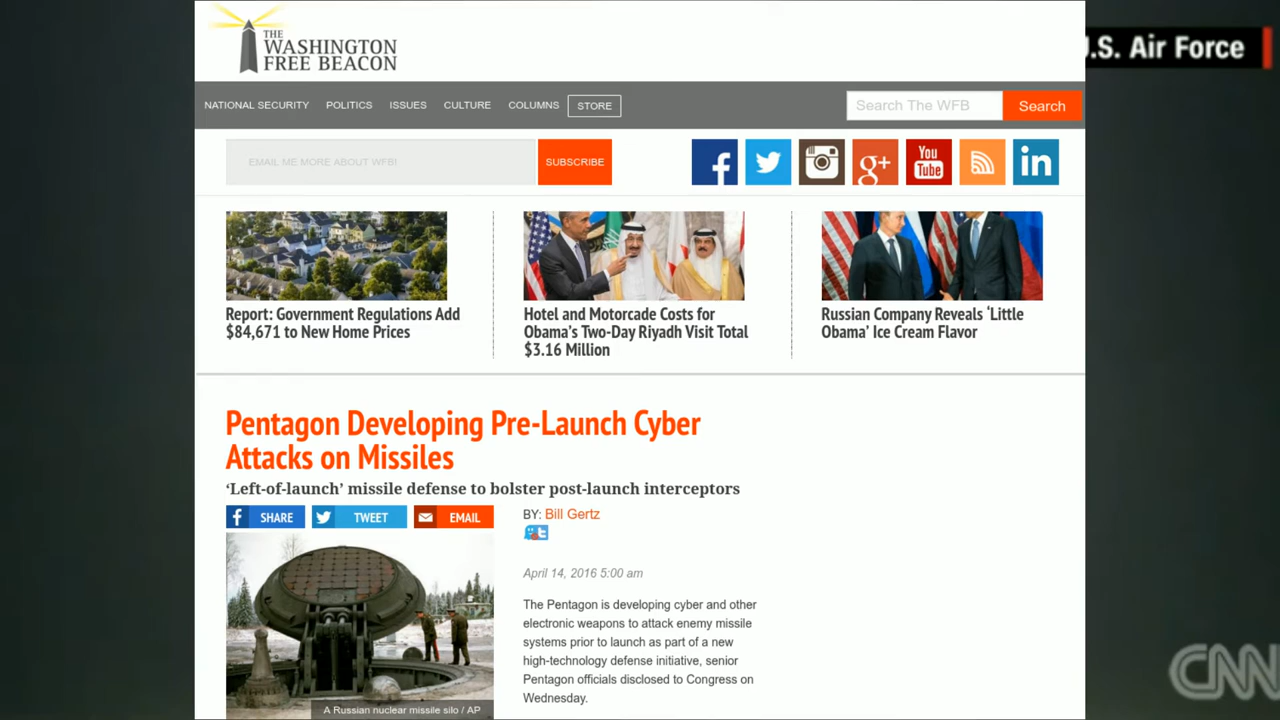 THE
WASHINGTON
FREE BEACON
U.S. Air Force
NATIONAL SECURITY POLITICS ISSUES CULTURE COLUMNS STORE
Search The WFB Search
EMAIL ME MORE ABOUT WFB! SUBSCRIBE
You
Tube
Report: Government Regulations Add
$84,671 to New Home Prices
Hotel and Motorcade Costs for
Obama's Two-Day Riyadh Visit Total
$3.16 Million
Russian Company Reveals ‘Little
Obama’ Ice Cream Flavor
Pentagon Developing Pre-Launch Cyber
Attacks on Missiles
‘Left-of-launch’ missile defense to bolster post-launch interceptors
SHARE TWEET EMAIL
BY: Bill Gertz
April 14, 2016 5:00 am
The Pentagon is developing cyber and other
electronic weapons to attack enemy missile
systems prior to launch as part of a new
high-technology defense initiative, senior
Pentagon officials disclosed to Congress on
Wednesday.
A Russian nuclear missile silo / AP
CNN